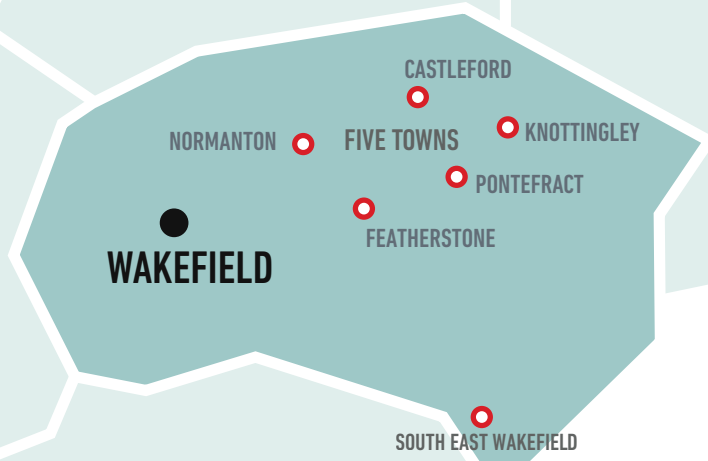 CASTLEFORD
KNOTTINGLEY
NORMANTON
FIVE TOWNS
PONTEFRACT
FEATHERSTONE
WAKEFIELD
SOUTH EAST WAKEFIELD